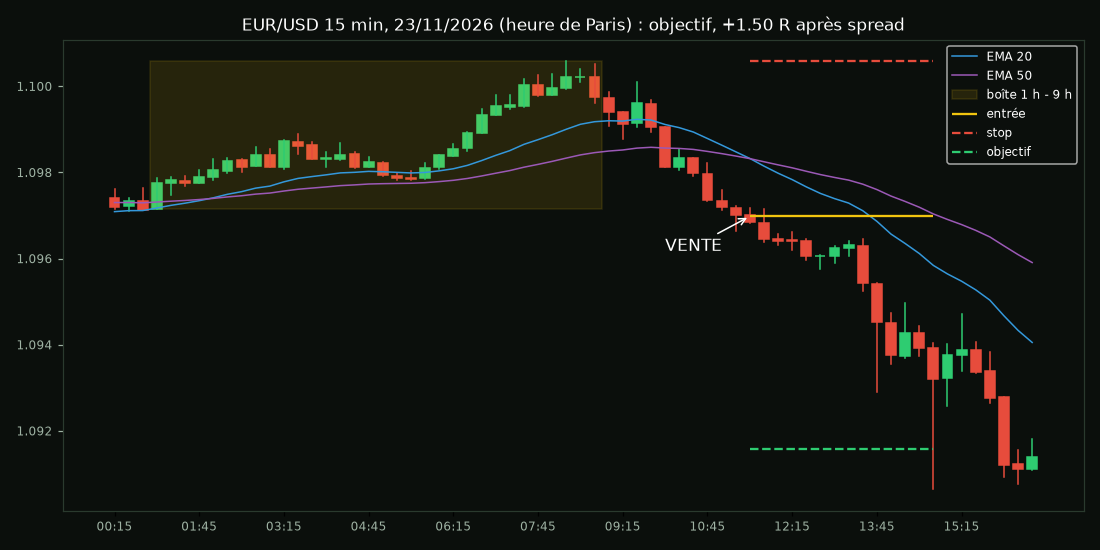 EUR/USD 15 min, 23/11/2026 (heure de Paris) : objectif, +1.50 R après spread
EMA 20
EMA 50
boîte 1 h - 9 h
entrée
stop
objectif
1.100
1.098
1.096
1.094
1.092
VENTE
00:15 01:45 03:15 04:45 06:15 07:45 09:15 10:45 12:15 13:45 15:15